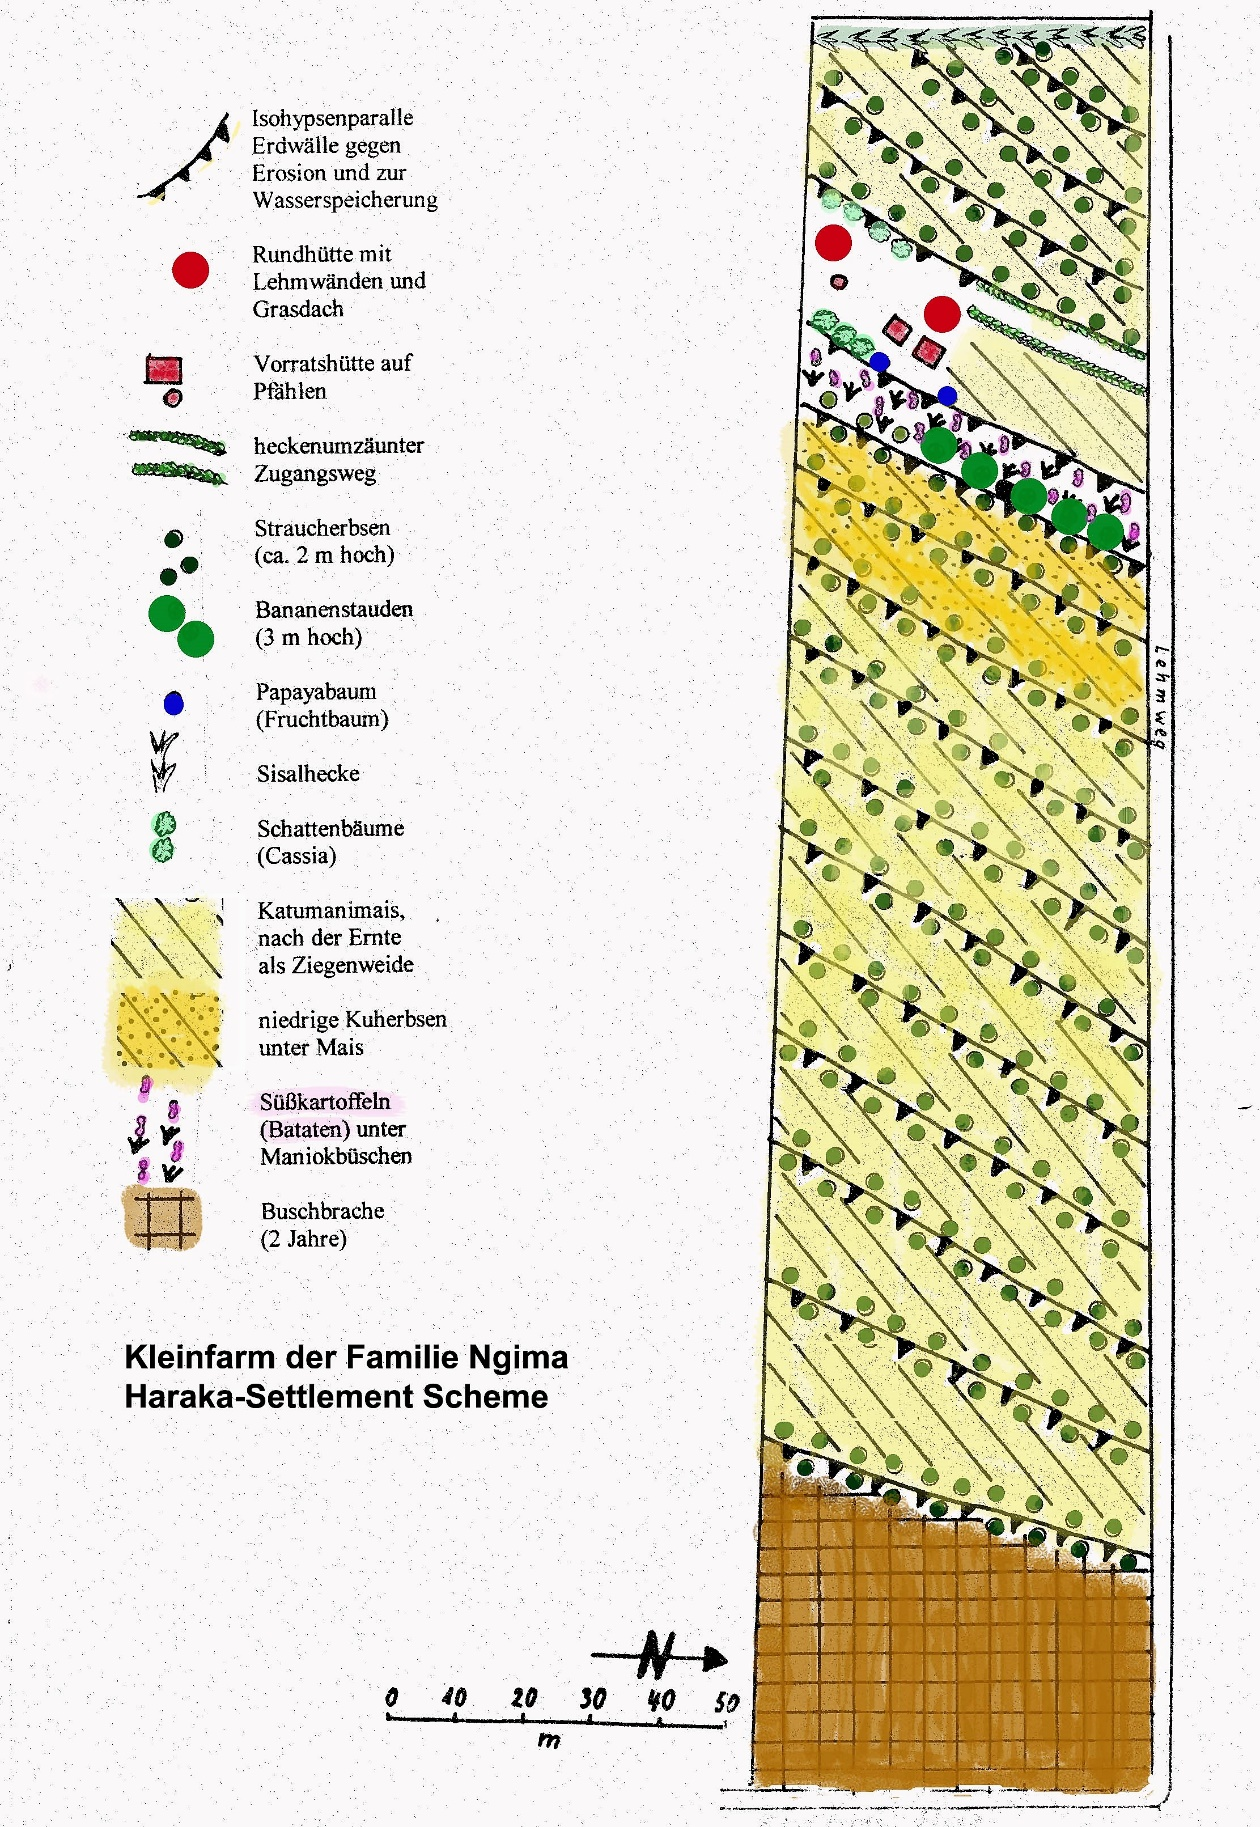 Isohypsenparalle
Erdwälle gegen
Erosion und zur
Wasserspeicherung
Rundhütte mit
Lehmwänden und
Grasdach
Vorratshütte auf
Pfählen
heckenumzäunter
Zugangsweg
Straucherbsen
(ca. 2 m hoch)
Bananenstauden
(3 m hoch)
Papayabaum
(Fruchtbaum)
Sisalhecke
Schattenbäume
(Cassia)
Katumanimais,
nach der Ernte
als Ziegenweide
niedrige Kuherbsen
unter Mais
Süßkartoffeln
(Bataten) unter
Maniokbüschen
Buschbrache
(2 Jahre)
Kleinfarm der Familie Ngima
Haraka-Settlement Scheme
N
0 10 20 30 40 50
m
Lehmweg